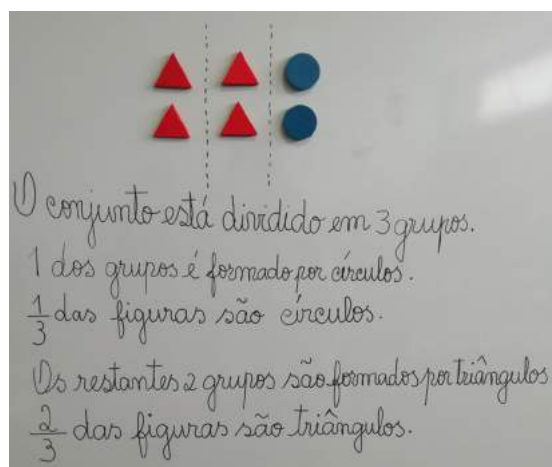 O conjunto está dividido em 3 grupos.
1 dos grupos é formado por círculos.
1/3 das figuras são círculos.
Os restantes 2 grupos são formados por triângulos
2/3 das figuras são triângulos.